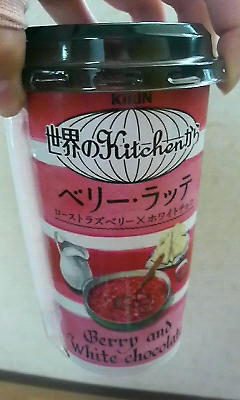 KIRIN
世界のKitchenから
ベリー・ラッテ
ローストラズベリー×ホワイトチョコ
Berry and
White chocolate